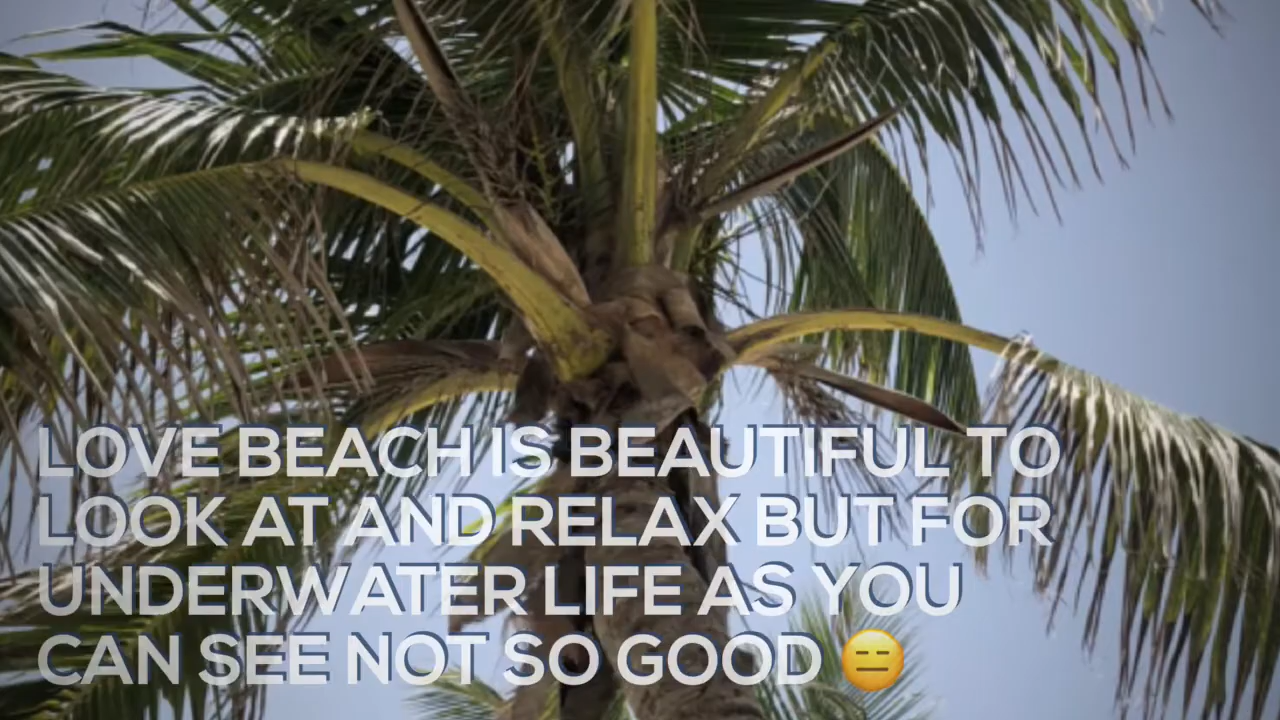 LOVE BEACH IS BEAUTIFUL TO
LOOK AT AND RELAX BUT FOR
UNDERWATER LIFE AS YOU
CAN SEE NOT SO GOOD 😑